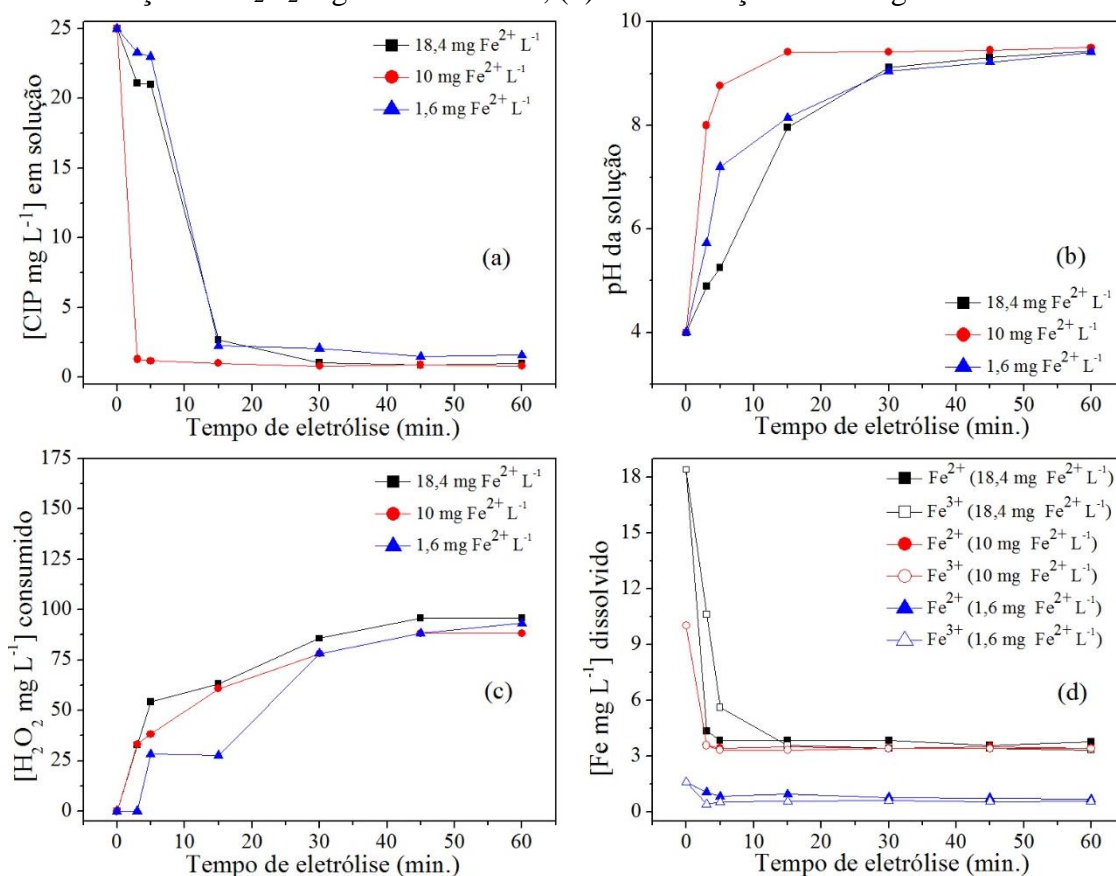 25
20
15
10
5
0
[CIP mg L⁻¹] em solução
18,4 mg Fe²⁺ L⁻¹
10 mg Fe²⁺ L⁻¹
1,6 mg Fe²⁺ L⁻¹
(a)
0 10 20 30 40 50 60
Tempo de eletrólise (min.)
10
8
6
4
pH da solução
(b)
18,4 mg Fe²⁺ L⁻¹
10 mg Fe²⁺ L⁻¹
1,6 mg Fe²⁺ L⁻¹
0 10 20 30 40 50 60
Tempo de eletrólise (min.)
175
150
125
100
75
50
25
0
[H₂O₂ mg L⁻¹] consumido
18,4 mg Fe²⁺ L⁻¹
10 mg Fe²⁺ L⁻¹
1,6 mg Fe²⁺ L⁻¹
(c)
0 10 20 30 40 50 60
Tempo de eletrólise (min.)
18
15
12
9
6
3
0
[Fe mg L⁻¹] dissolvido
Fe²⁺ (18,4 mg Fe²⁺ L⁻¹)
Fe³⁺ (18,4 mg Fe²⁺ L⁻¹)
Fe²⁺ (10 mg Fe²⁺ L⁻¹)
Fe³⁺ (10 mg Fe²⁺ L⁻¹)
Fe²⁺ (1,6 mg Fe²⁺ L⁻¹)
Fe³⁺ (1,6 mg Fe²⁺ L⁻¹)
(d)
0 10 20 30 40 50 60
Tempo de eletrólise (min.)